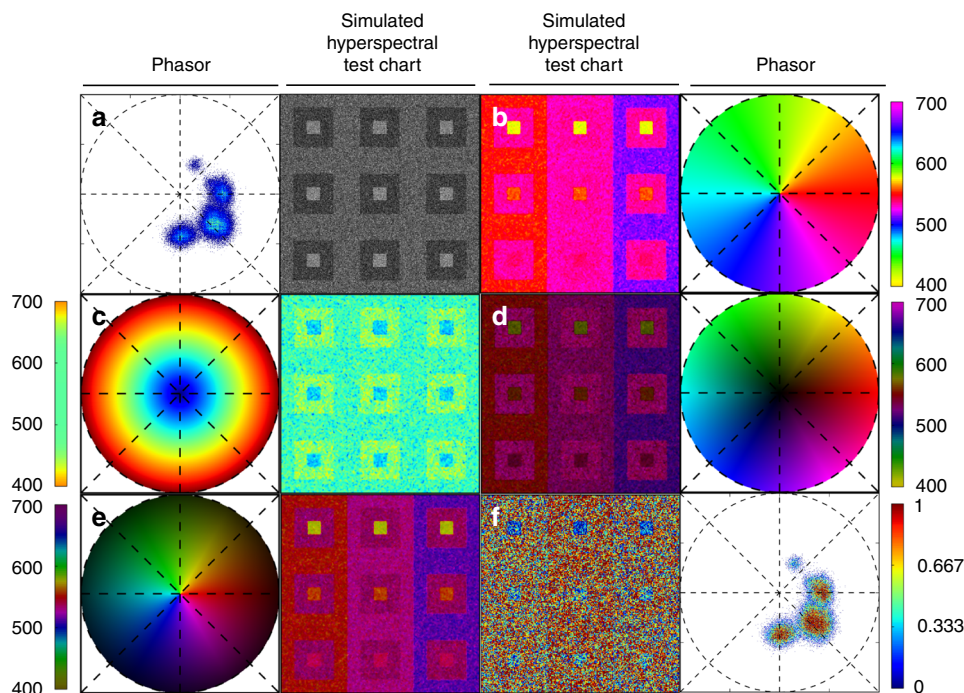 Phasor
Simulated
hyperspectral
test chart
Simulated
hyperspectral
test chart
Phasor
a
b
700
600
500
400
700
600
500
400
c
d
700
600
500
400
700
600
500
400
e
f
1
0.667
0.333
0